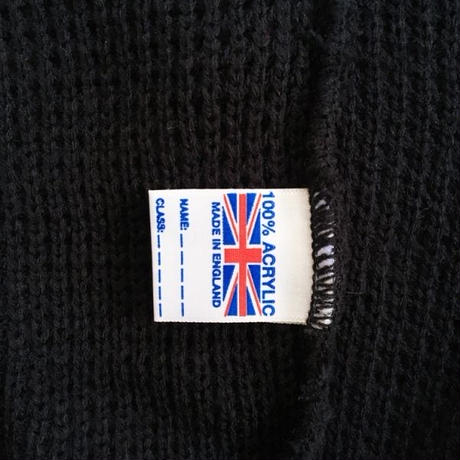 100% ACRYLIC
MADE IN ENGLAND
NAME: _ _ _ _
CLASS: _ _ _ _ _